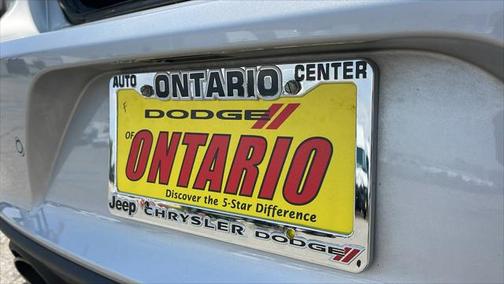 AUTO ONTARIO CENTER
DODGE
OF
ONTARIO
Discover the 5-Star Difference
Jeep CHRYSLER DODGE